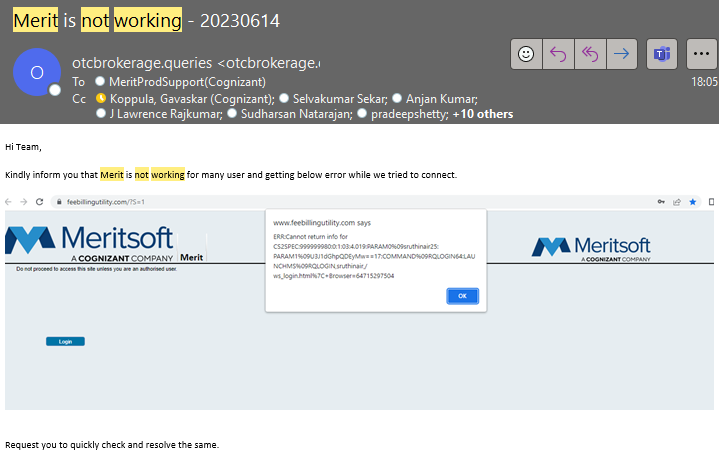 Merit is not working - 20230614
O
otcbrokerage.queries <otcbrokerage.
To MeritProdSupport(Cognizant)
18:05
Cc Koppula, Gavaskar (Cognizant); Selvakumar Sekar; Anjan Kumar;
J Lawrence Rajkumar; Sudharsan Natarajan; pradeepshetty; +10 others
Hi Team,
Kindly inform you that Merit is not working for many user and getting below error while we tried to connect.
feebillingutility.com/?S=1
Meritsoft
A COGNIZANT COMPANY
Merit
Do not proceed to access this site unless you are an authorised user.
www.feebillingutility.com says
ERR:Cannot return info for
CS2SPEC:999999980:0:1:03:4.019:PARAM0%09sruthinair25:
PARAM1%09U3J1dGhpQDEyMw==17:COMMAND%09RQLOGIN64:LAU
NCHMS%09RQLOGIN,sruthinair,/
ws_login.html%7C+Browser=64715297504
OK
Meritsoft
A COGNIZANT COMPANY
Login
Request you to quickly check and resolve the same.